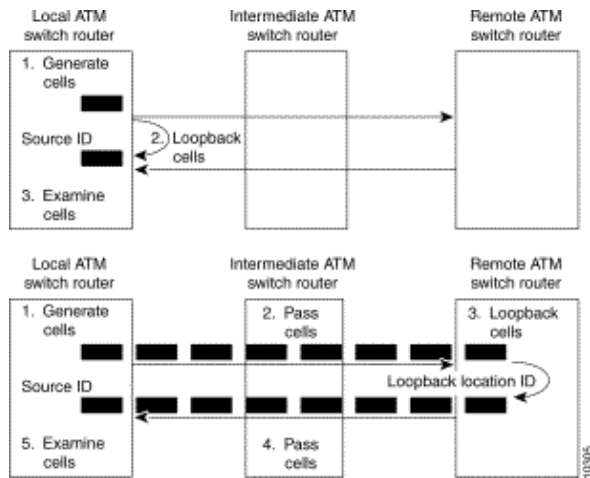 Local ATM
switch router
Intermediate ATM
switch router
Remote ATM
switch router
1. Generate
cells
Source ID
2. Loopback
cells
3. Examine
cells
Local ATM
switch router
Intermediate ATM
switch router
Remote ATM
switch router
1. Generate
cells
2. Pass
cells
3. Loopback
cells
Source ID
Loopback location ID
5. Examine
cells
4. Pass
cells
10305